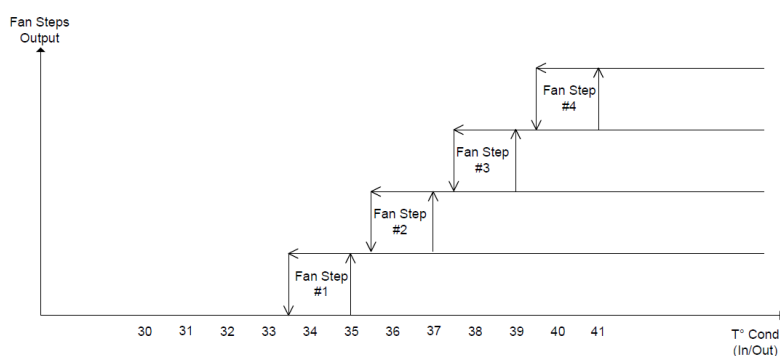 Fan Steps
Output
Fan Step
#4
Fan Step
#3
Fan Step
#2
Fan Step
#1
30 31 32 33 34 35 36 37 38 39 40 41
T° Cond
(In/Out)